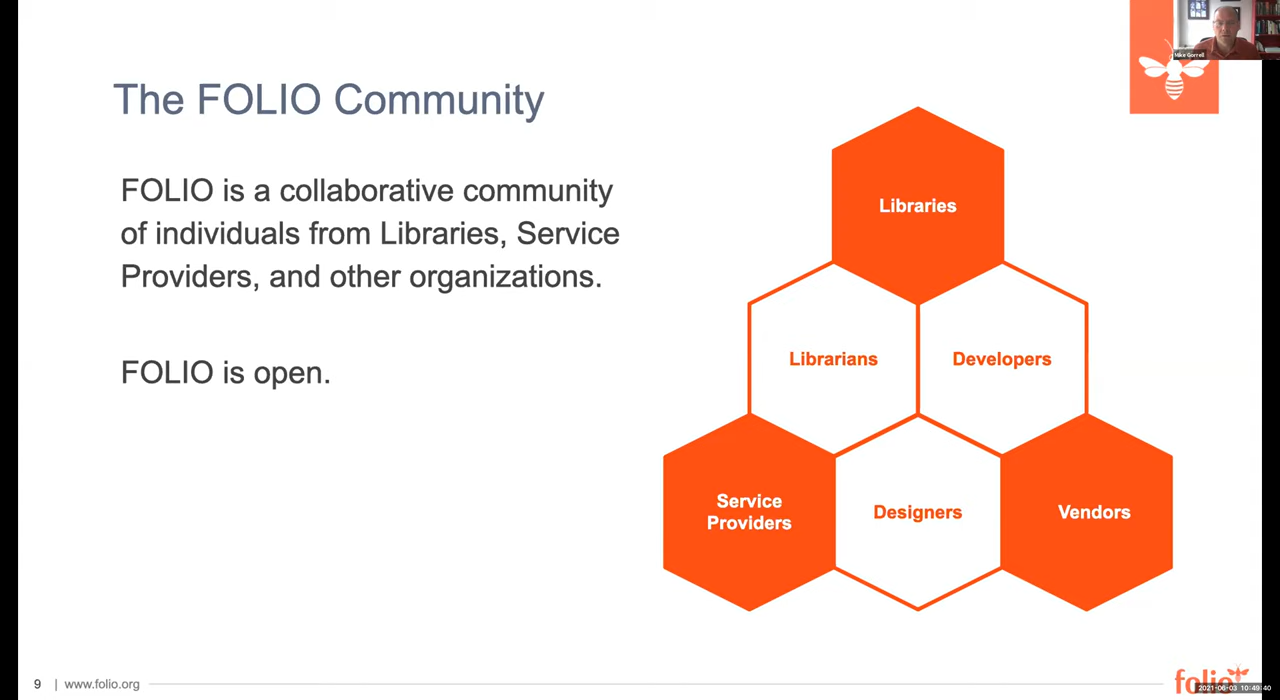 Mike Gorrell
The FOLIO Community
FOLIO is a collaborative community
of individuals from Libraries, Service
Providers, and other organizations.
FOLIO is open.
Libraries
Librarians
Developers
Service
Providers
Designers
Vendors
9 | www.folio.org
folio
2021-06-03 10:49:40